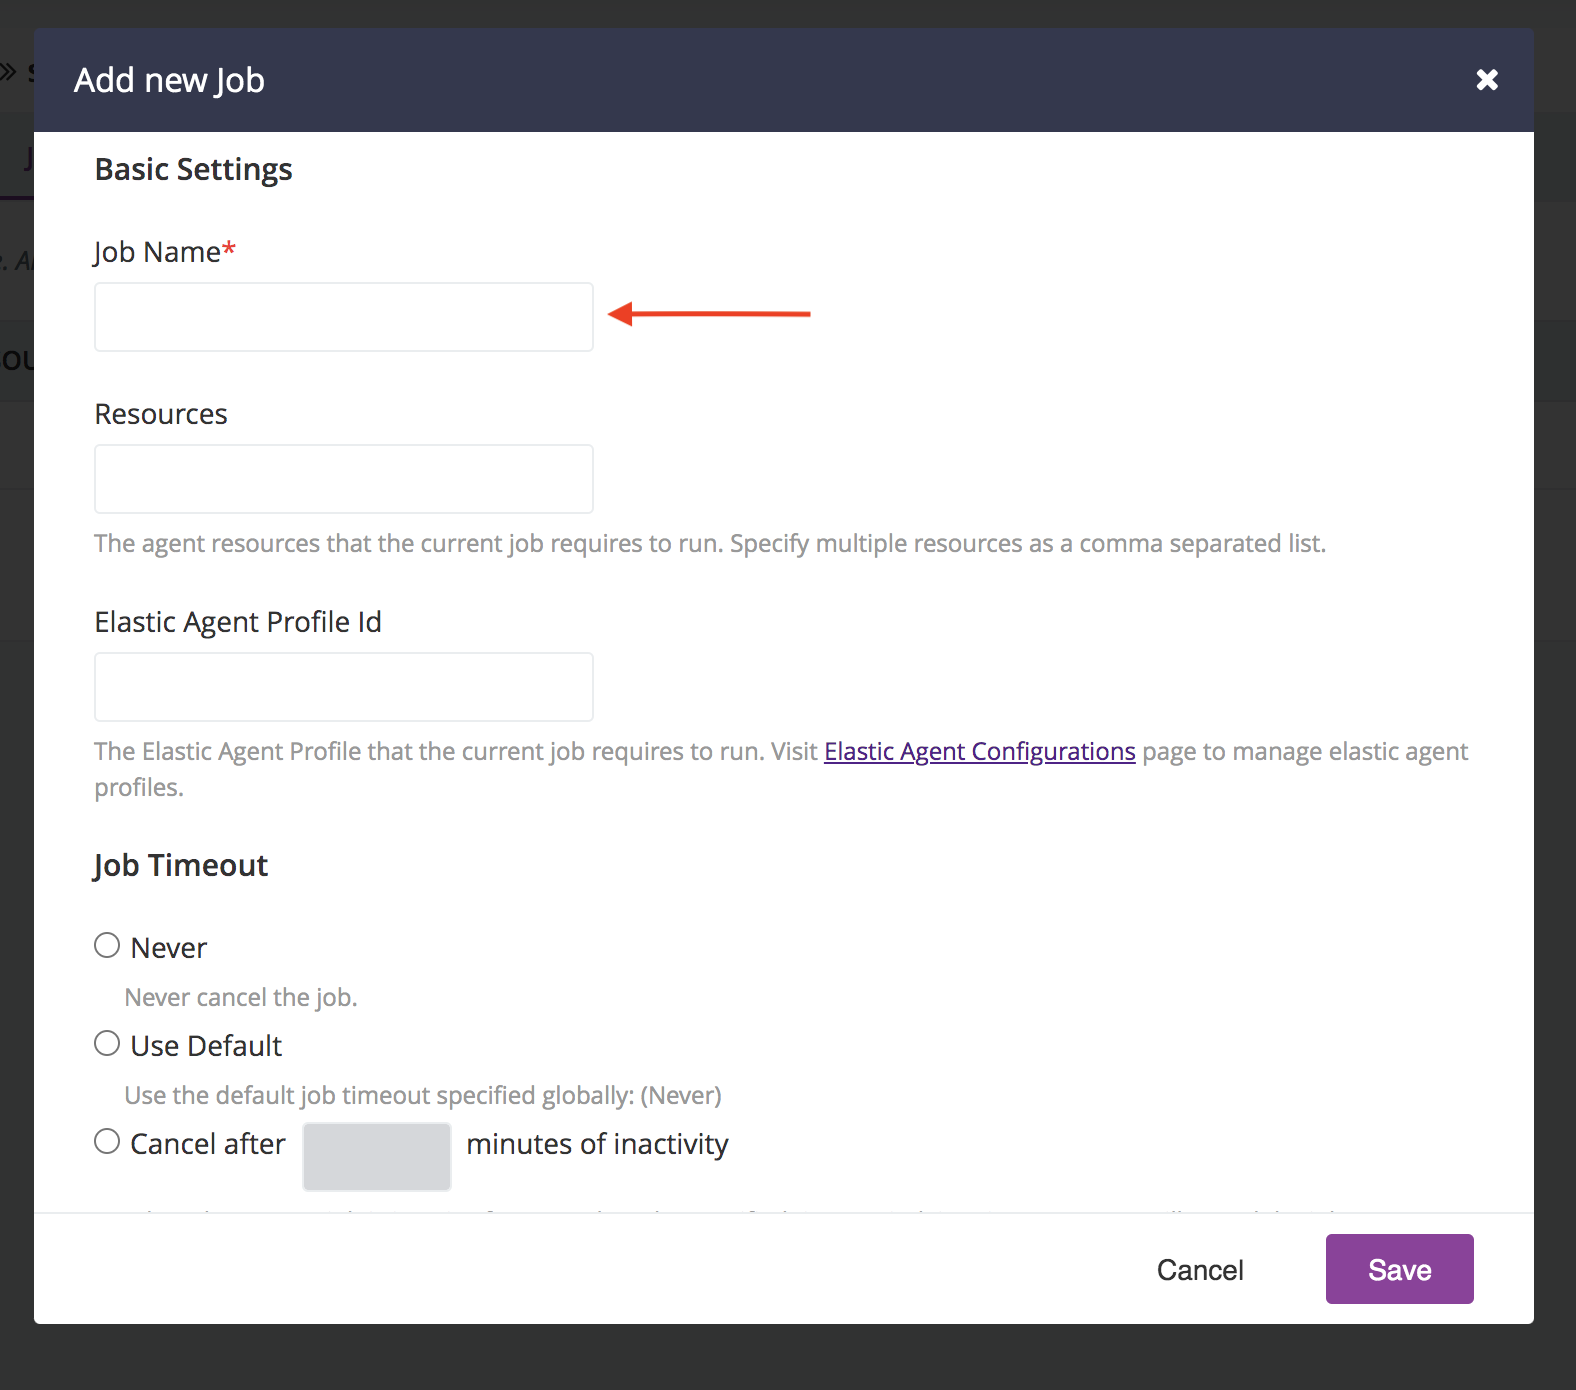 Add new Job
Basic Settings
Job Name*
Resources
The agent resources that the current job requires to run. Specify multiple resources as a comma separated list.
Elastic Agent Profile Id
The Elastic Agent Profile that the current job requires to run. Visit Elastic Agent Configurations page to manage elastic agent
profiles.
Job Timeout
Never
Never cancel the job.
Use Default
Use the default job timeout specified globally: (Never)
Cancel after minutes of inactivity
Cancel
Save